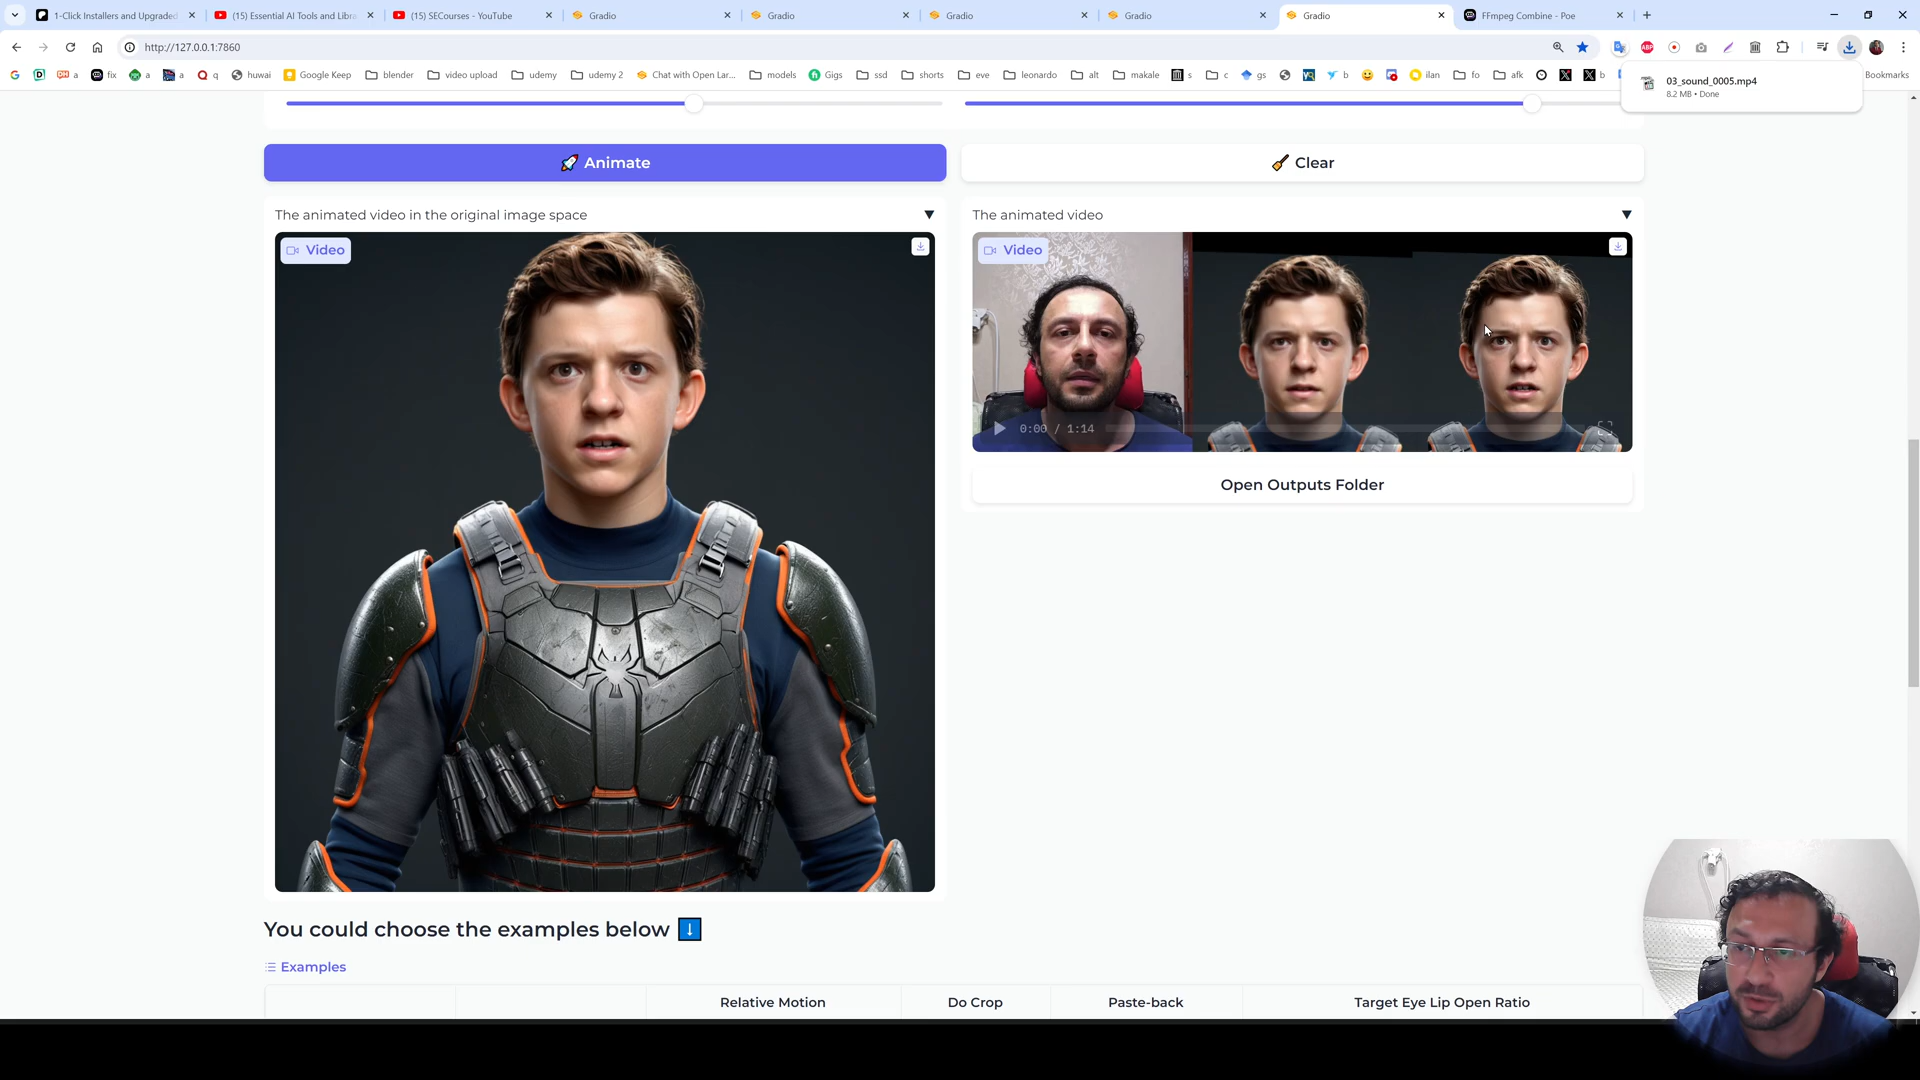 1-Click Installers and Upgraded
(15) Essential AI Tools and Libra
(15) SECourses - YouTube
Gradio
Gradio
Gradio
Gradio
Gradio
FFmpeg Combine - Poe
http://127.0.0.1:7860
a
fix
a
a
q
huwai
Google Keep
blender
video upload
udemy
udemy 2
Chat with Open Lar...
models
Gigs
ssd
shorts
eve
leonardo
alt
makale
s
c
gs
b
ilan
fo
afk
b
Bookmarks
03_sound_0005.mp4
8.2 MB • Done
Animate
Clear
The animated video in the original image space
The animated video
Video
Video
0:00 / 1:14
Open Outputs Folder
You could choose the examples below
Examples
Relative Motion
Do Crop
Paste-back
Target Eye Lip Open Ratio